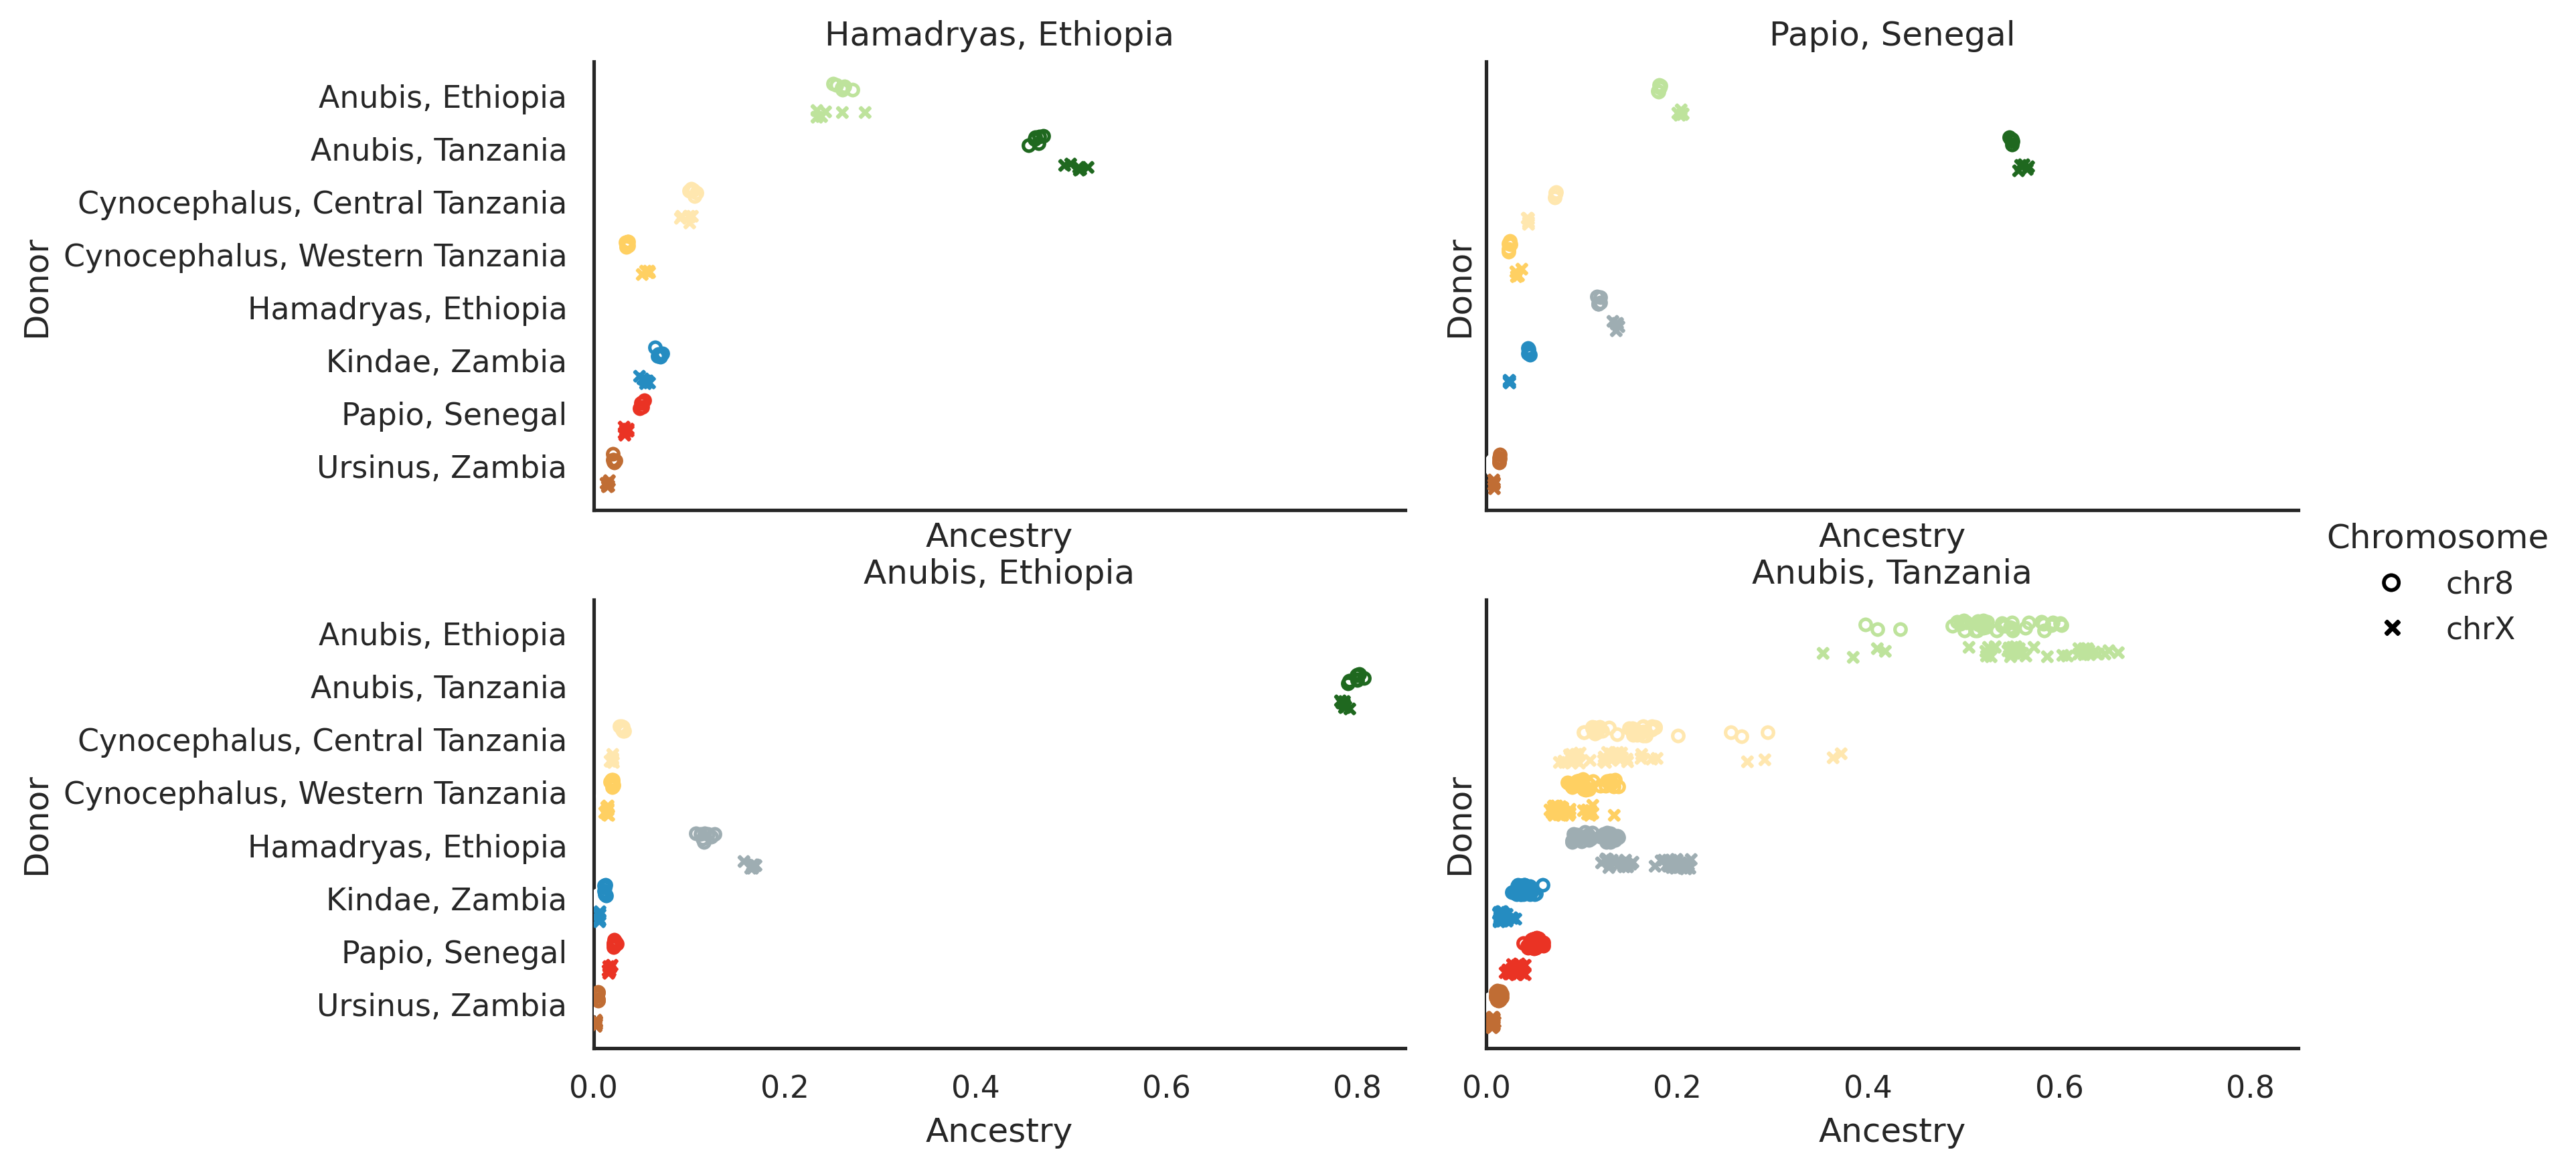 Hamadryas, Ethiopia
Anubis, Ethiopia
Anubis, Tanzania
Cynocephalus, Central Tanzania
Cynocephalus, Western Tanzania
Hamadryas, Ethiopia
Kindae, Zambia
Papio, Senegal
Ursinus, Zambia
Donor
Ancestry
Papio, Senegal
Donor
Ancestry
Anubis, Ethiopia
Anubis, Ethiopia
Anubis, Tanzania
Cynocephalus, Central Tanzania
Cynocephalus, Western Tanzania
Hamadryas, Ethiopia
Kindae, Zambia
Papio, Senegal
Ursinus, Zambia
Donor
0.0 0.2 0.4 0.6 0.8
Ancestry
Anubis, Tanzania
Donor
0.0 0.2 0.4 0.6 0.8
Ancestry
Chromosome
chr8
chrX